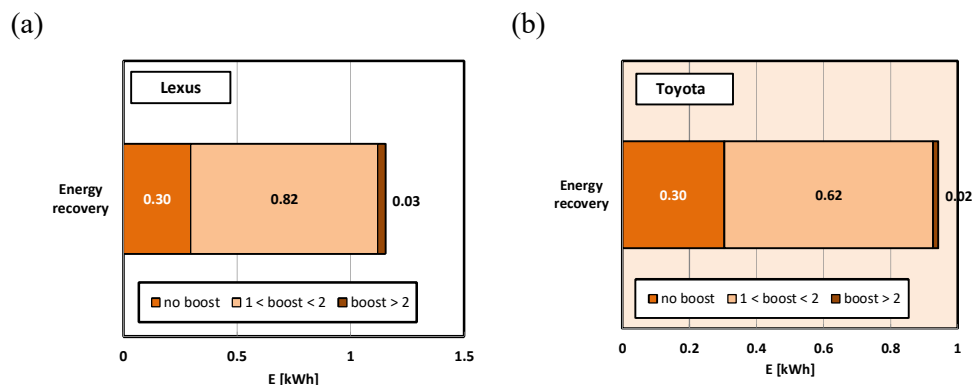 (a)
Lexus
Energy
recovery
0.30
0.82
0.03
no boost
1 < boost < 2
boost > 2
0
0.5
1
1.5
E [kWh]
(b)
Toyota
Energy
recovery
0.30
0.62
0.02
no boost
1 < boost < 2
boost > 2
0
0.2
0.4
0.6
0.8
1
E [kWh]